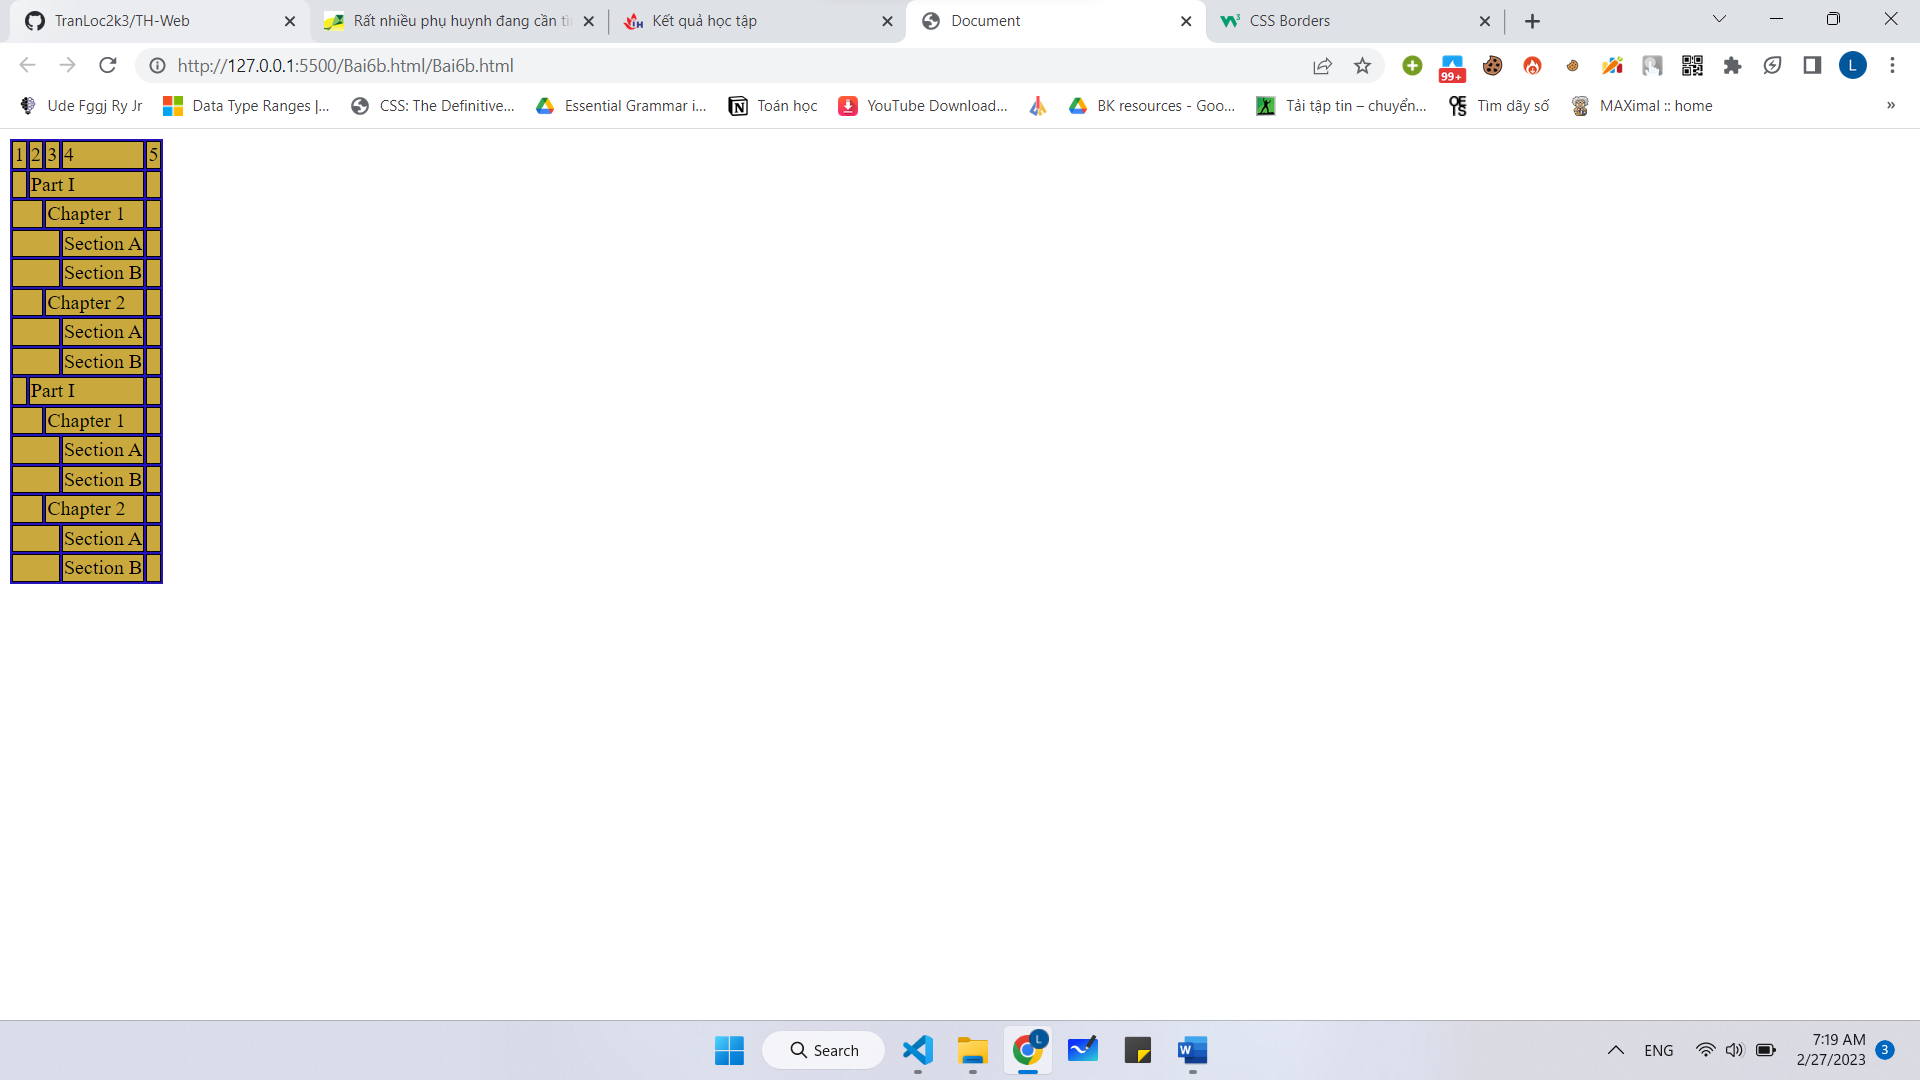 TranLoc2k3/TH-Web
Rất nhiều phụ huynh đang cần tì
Kết quả học tập
Document
CSS Borders
http://127.0.0.1:5500/Bai6b.html/Bai6b.html
99+
L
Ude Fggj Ry Jr
Data Type Ranges |...
CSS: The Definitive...
Essential Grammar i...
Toán học
YouTube Download...
BK resources - Goo...
Tải tập tin – chuyển...
OEIS
Tìm dãy số
MAXimal :: home
»
1 2 3 4 5
Part I
Chapter 1
Section A
Section B
Chapter 2
Section A
Section B
Part I
Chapter 1
Section A
Section B
Chapter 2
Section A
Section B
Search
L
W
ENG
7:19 AM
2/27/2023
3